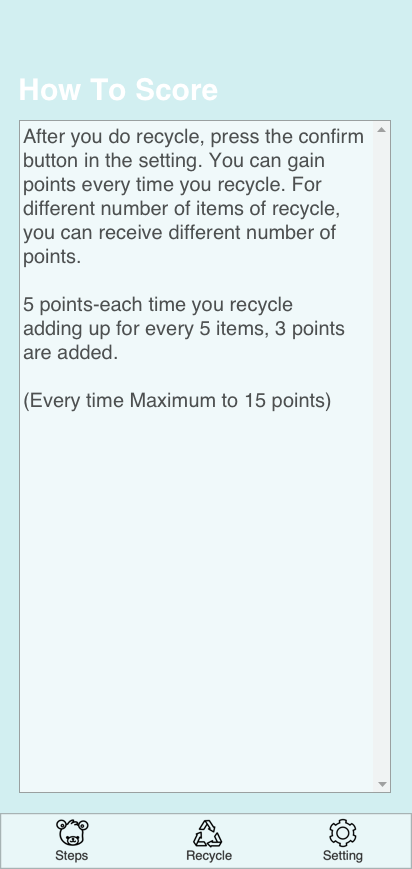 How To Score
After you do recycle, press the confirm
button in the setting. You can gain
points every time you recycle. For
different number of items of recycle,
you can receive different number of
points.
5 points-each time you recycle
adding up for every 5 items, 3 points
are added.
(Every time Maximum to 15 points)
Steps
Recycle
Setting